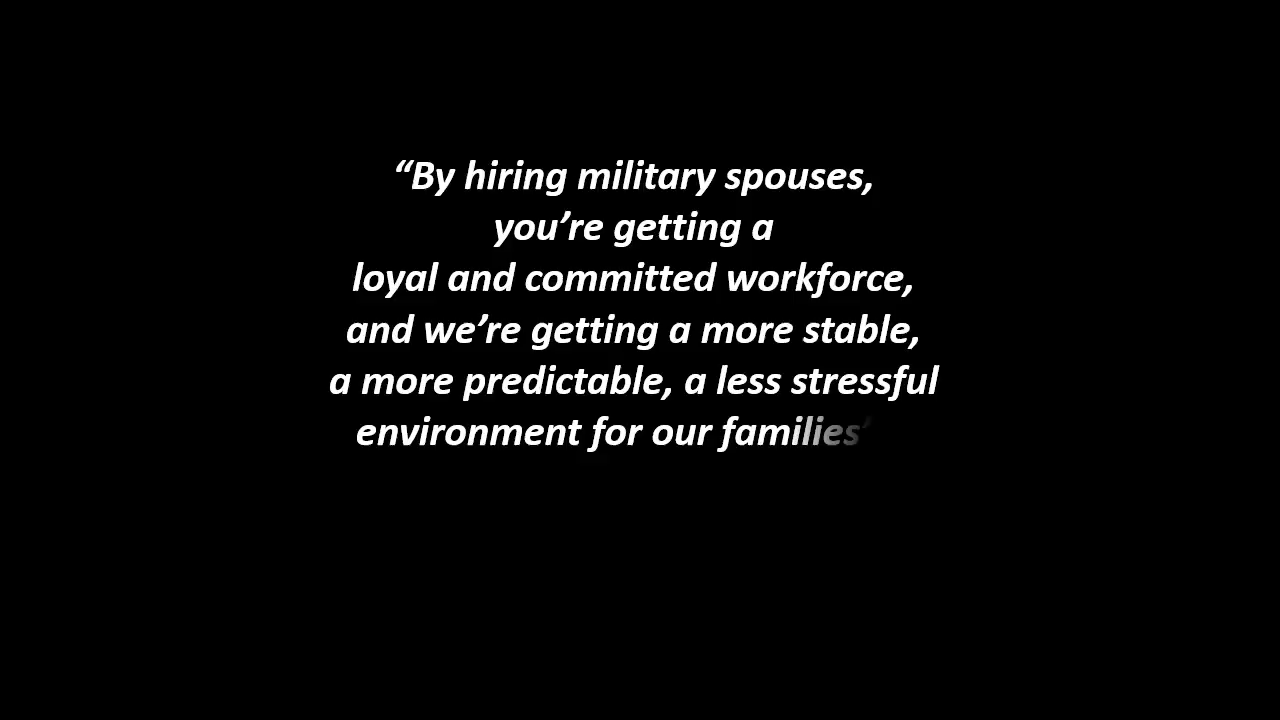 “By hiring military spouses,
you’re getting a
loyal and committed workforce,
and we’re getting a more stable,
a more predictable, a less stressful
environment for our families’